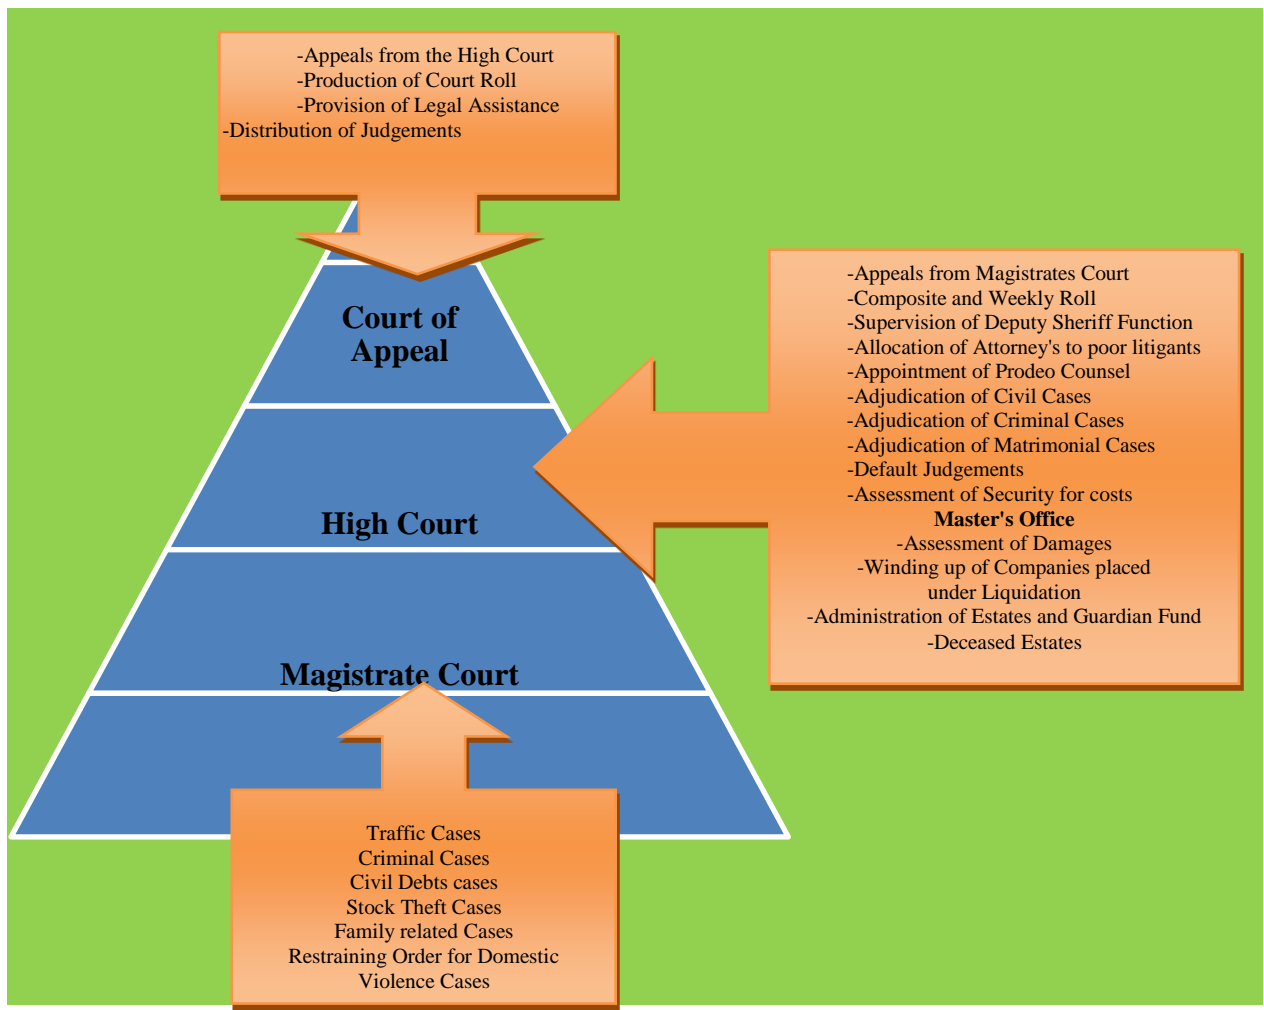 -Appeals from the High Court
-Production of Court Roll
-Provision of Legal Assistance
-Distribution of Judgements
Court of
Appeal
High Court
Magistrate Court
-Appeals from Magistrates Court
-Composite and Weekly Roll
-Supervision of Deputy Sheriff Function
-Allocation of Attorney's to poor litigants
-Appointment of Prodeo Counsel
-Adjudication of Civil Cases
-Adjudication of Criminal Cases
-Adjudication of Matrimonial Cases
-Default Judgements
-Assessment of Security for costs
Master's Office
-Assessment of Damages
-Winding up of Companies placed
under Liquidation
-Administration of Estates and Guardian Fund
-Deceased Estates
Traffic Cases
Criminal Cases
Civil Debts cases
Stock Theft Cases
Family related Cases
Restraining Order for Domestic
Violence Cases